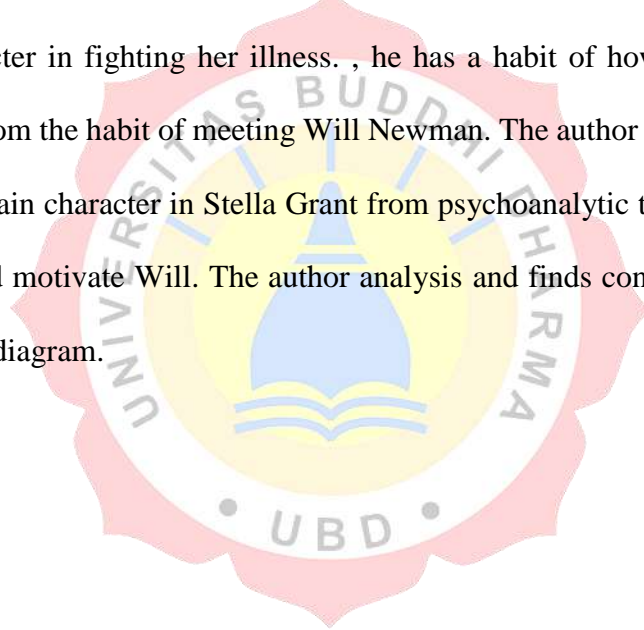 cter in fighting her illness. , he has a habit of how
om the habit of meeting Will Newman. The author
ain character in Stella Grant from psychoanalytic t
d motivate Will. The author analysis and finds con
diagram.
UNIVERSITAS BUDDHI DHARMA
• UBD •